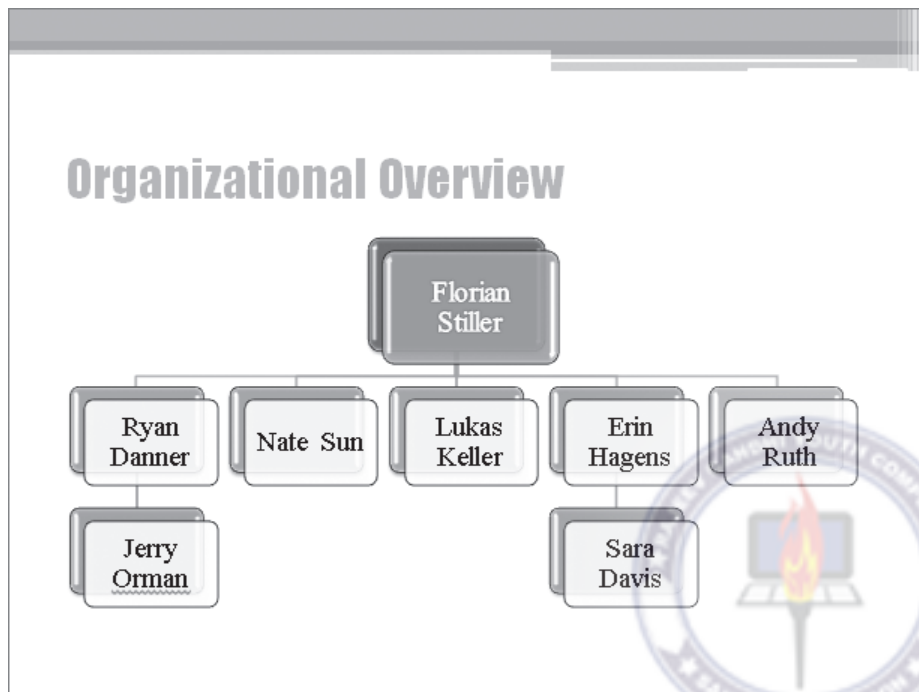 Organizational Overview
Florian
Stiller
Ryan
Danner
Nate Sun
Lukas
Keller
Erin
Hagens
Andy
Ruth
Jerry
Orman
Sara
Davis